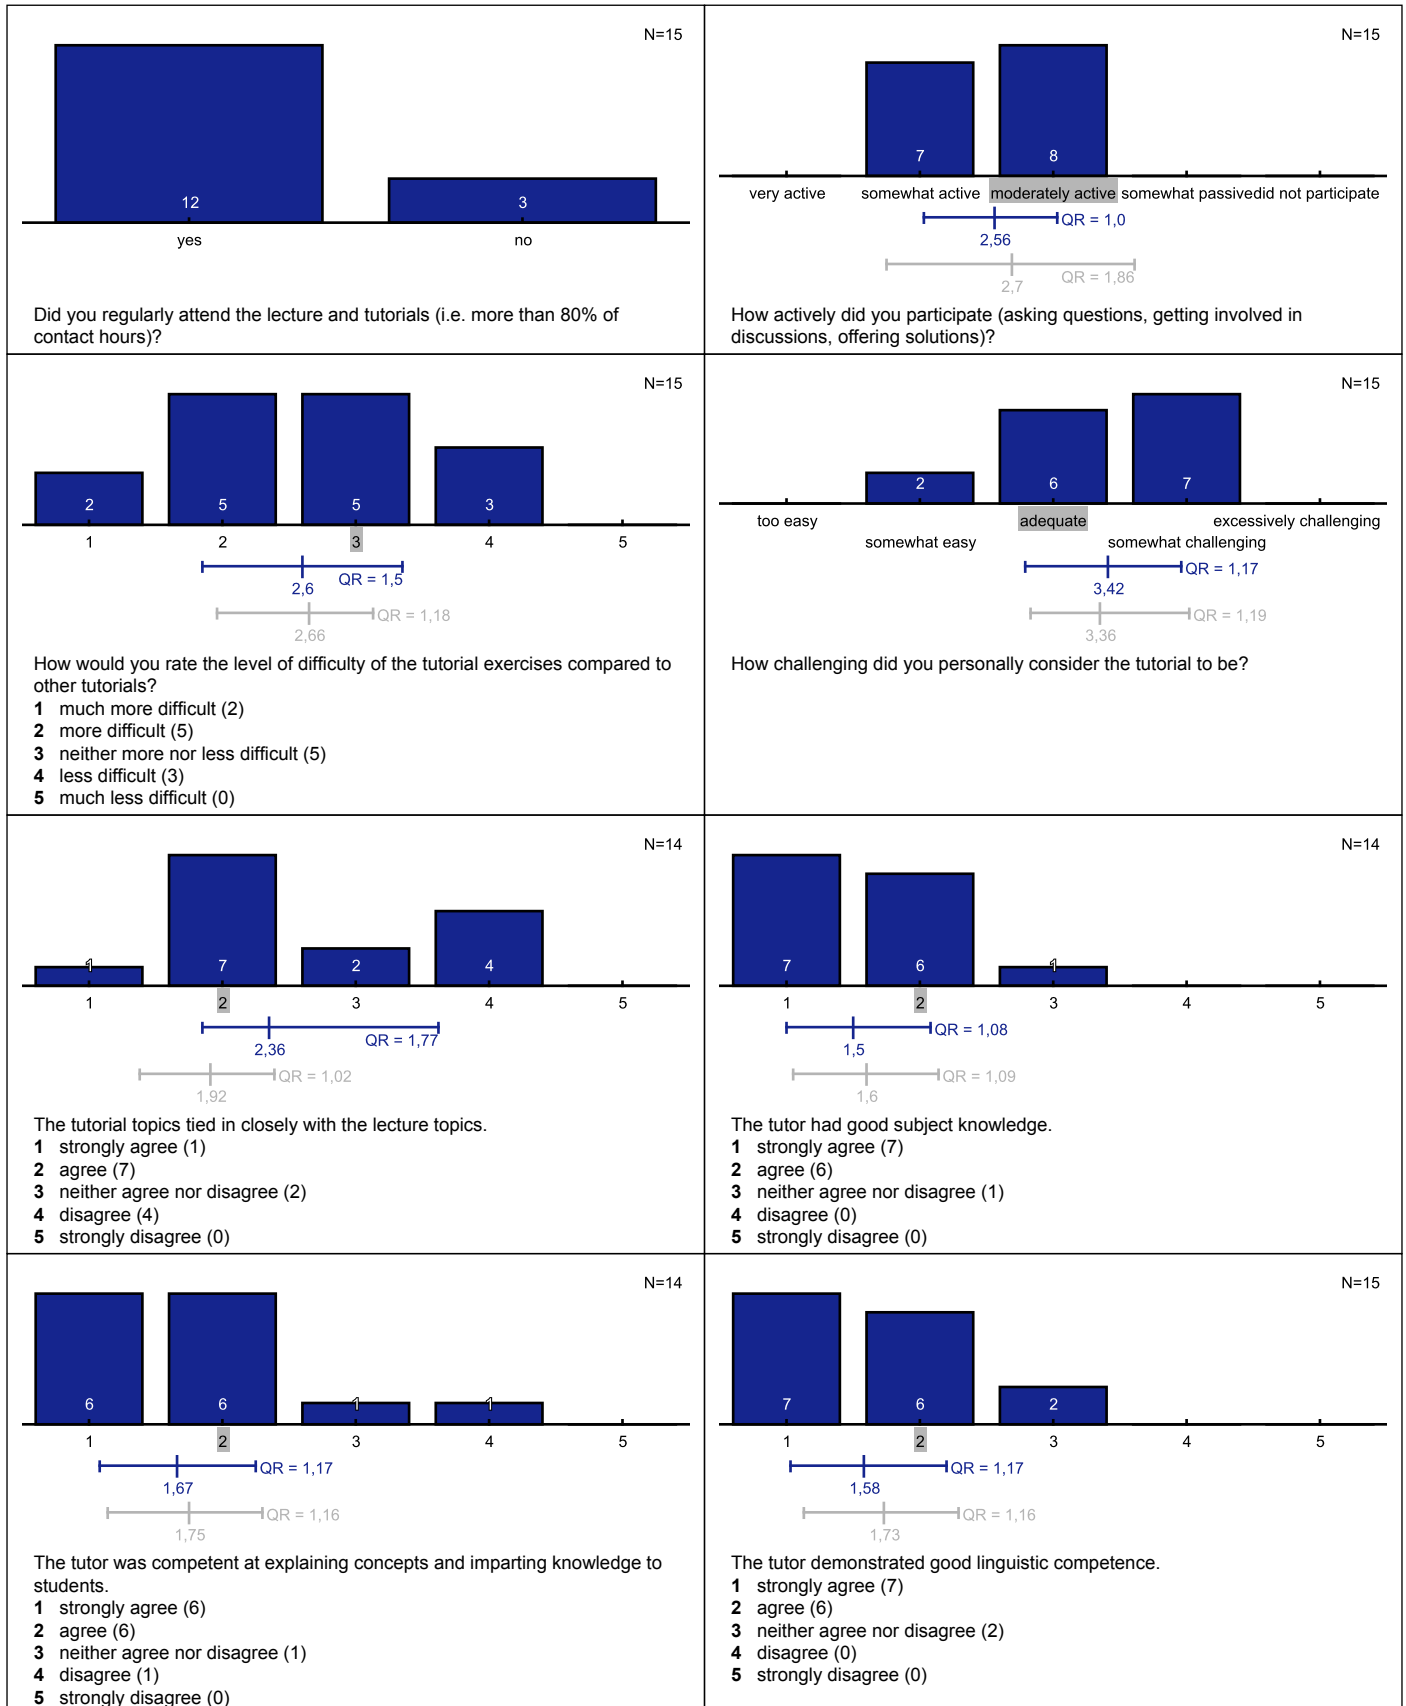 N=15
12
3
yes
no
Did you regularly attend the lecture and tutorials (i.e. more than 80% of
contact hours)?
N=15
7
8
very active
somewhat active
moderately active
somewhat passive
did not participate
QR = 1,0
2,56
QR = 1,86
2,7
How actively did you participate (asking questions, getting involved in
discussions, offering solutions)?
N=15
2
5
5
3
1
2
3
4
5
QR = 1,5
2,6
QR = 1,18
2,66
How would you rate the level of difficulty of the tutorial exercises compared to
other tutorials?
1 much more difficult (2)
2 more difficult (5)
3 neither more nor less difficult (5)
4 less difficult (3)
5 much less difficult (0)
N=15
2
6
7
too easy
adequate
excessively challenging
somewhat easy
somewhat challenging
QR = 1,17
3,42
QR = 1,19
3,36
How challenging did you personally consider the tutorial to be?
N=14
1
7
2
4
1
2
3
4
5
QR = 1,77
2,36
QR = 1,02
1,92
The tutorial topics tied in closely with the lecture topics.
1 strongly agree (1)
2 agree (7)
3 neither agree nor disagree (2)
4 disagree (4)
5 strongly disagree (0)
N=14
7
6
1
1
2
3
4
5
QR = 1,08
1,5
QR = 1,09
1,6
The tutor had good subject knowledge.
1 strongly agree (7)
2 agree (6)
3 neither agree nor disagree (1)
4 disagree (0)
5 strongly disagree (0)
N=14
6
6
1
1
1
2
3
4
5
QR = 1,17
1,67
QR = 1,16
1,75
The tutor was competent at explaining concepts and imparting knowledge to
students.
1 strongly agree (6)
2 agree (6)
3 neither agree nor disagree (1)
4 disagree (1)
5 strongly disagree (0)
N=15
7
6
2
1
2
3
4
5
QR = 1,17
1,58
QR = 1,16
1,73
The tutor demonstrated good linguistic competence.
1 strongly agree (7)
2 agree (6)
3 neither agree nor disagree (2)
4 disagree (0)
5 strongly disagree (0)